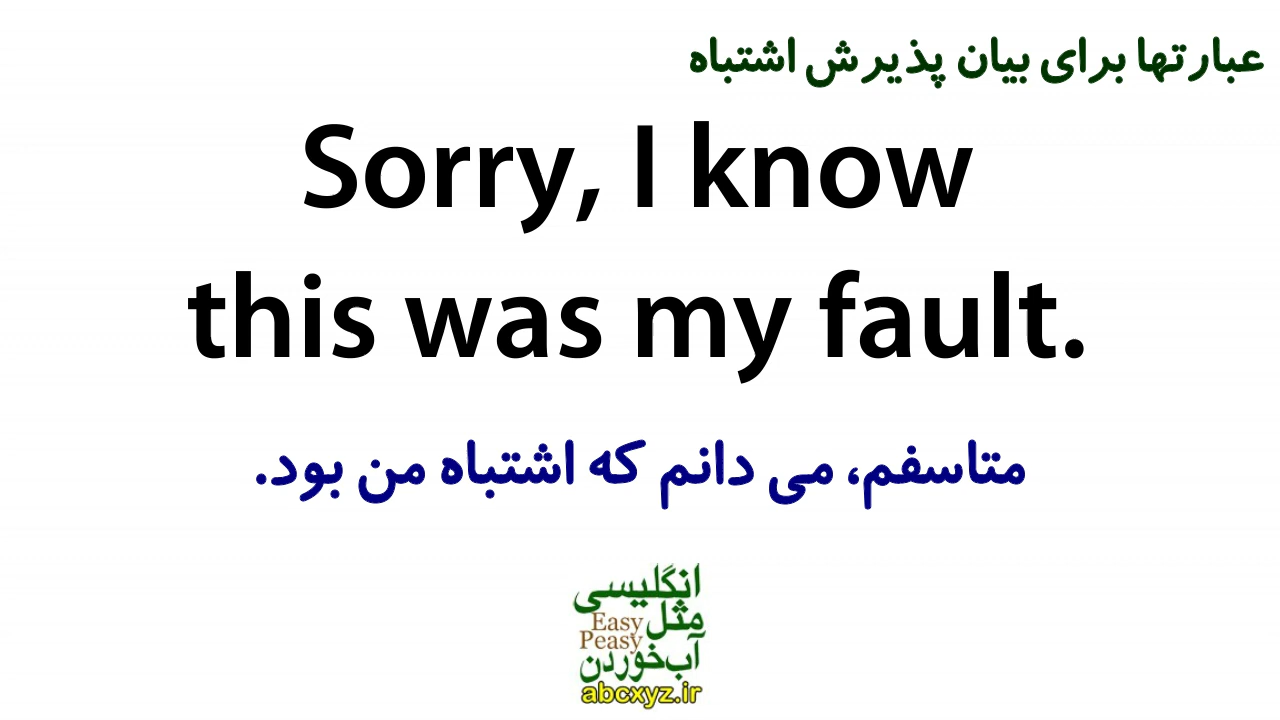 عبارتها برای بیان پذیرش اشتباه
Sorry, I know
this was my fault.
متاسفم، می دانم که اشتباه من بود.
انگلیسی
مثل Easy
Peasy
آب‌خوردن
abcxyz.ir